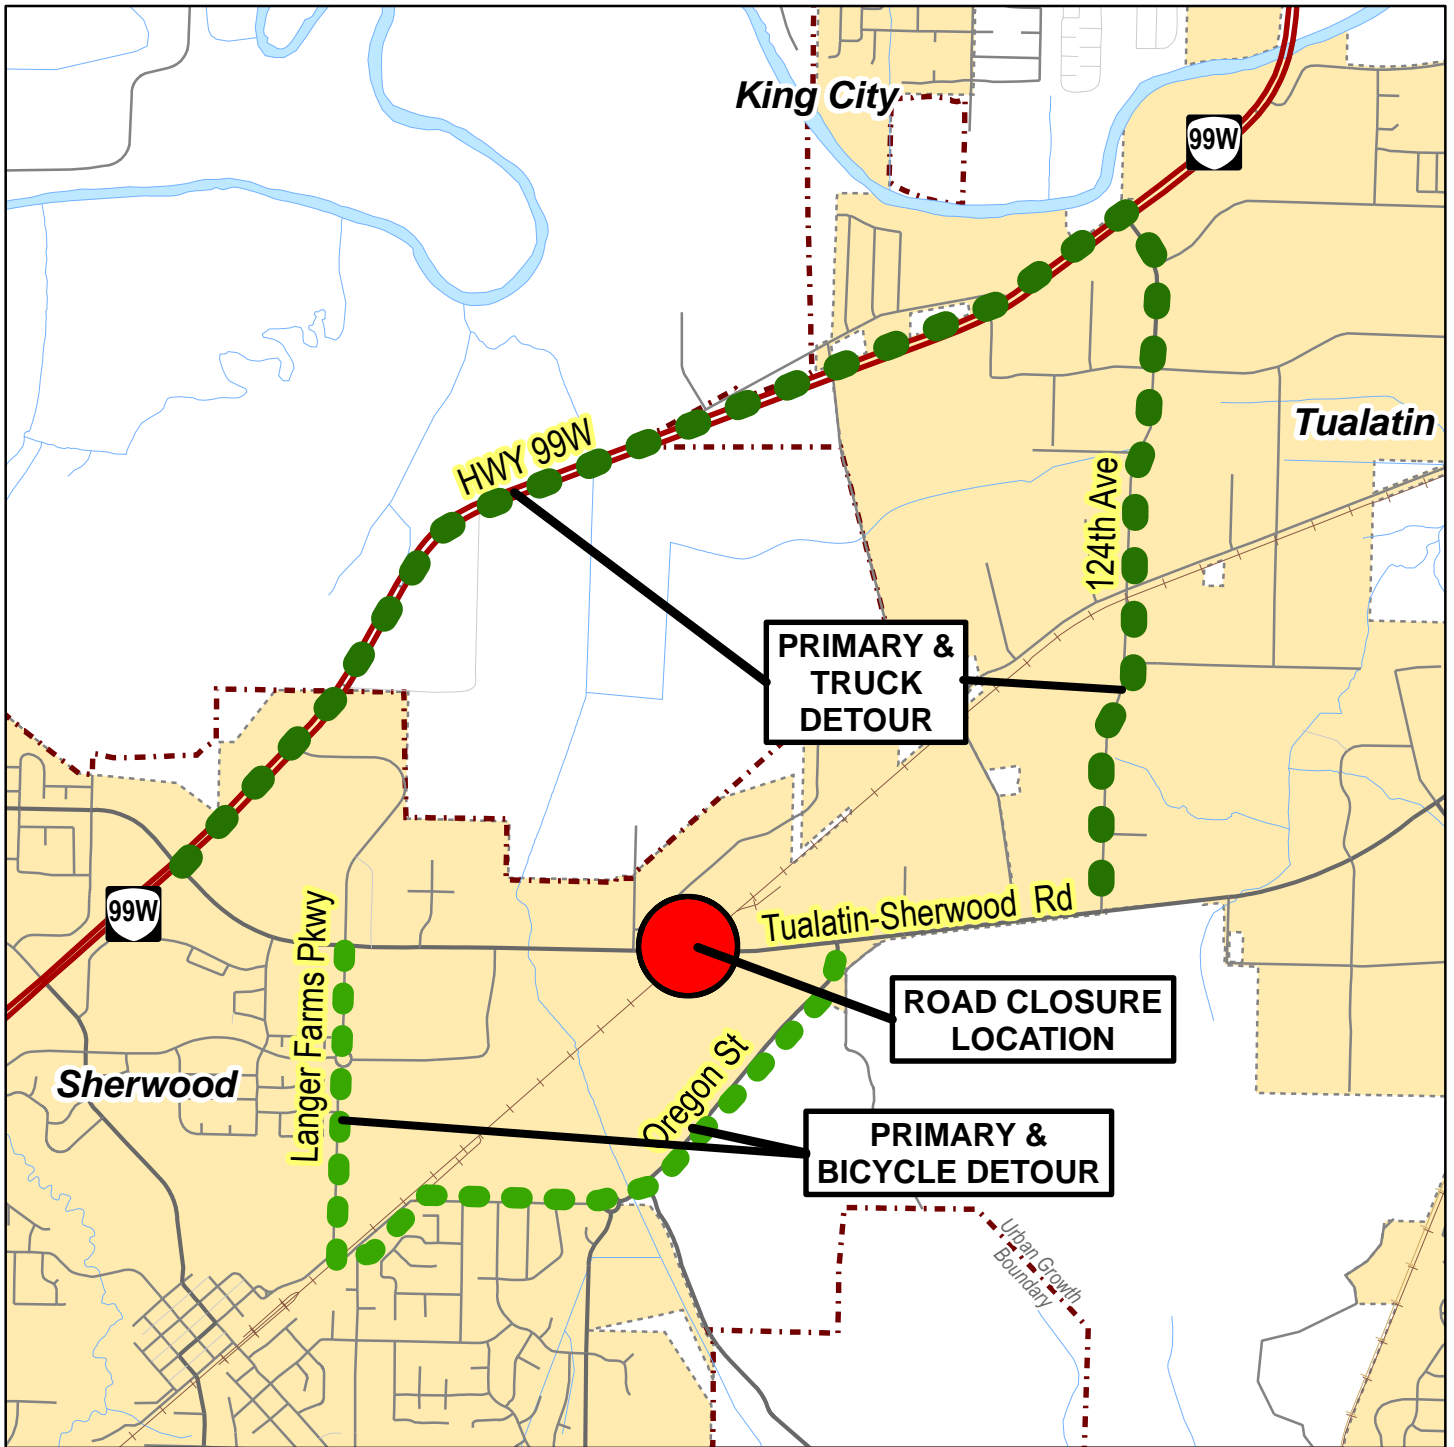 King City
99W
Tualatin
HWY 99W
124th Ave
PRIMARY &
TRUCK
DETOUR
99W
Langer Farms Pkwy
Tualatin-Sherwood Rd
ROAD CLOSURE
LOCATION
Sherwood
Oregon St
PRIMARY &
BICYCLE DETOUR
Urban Growth
Boundary